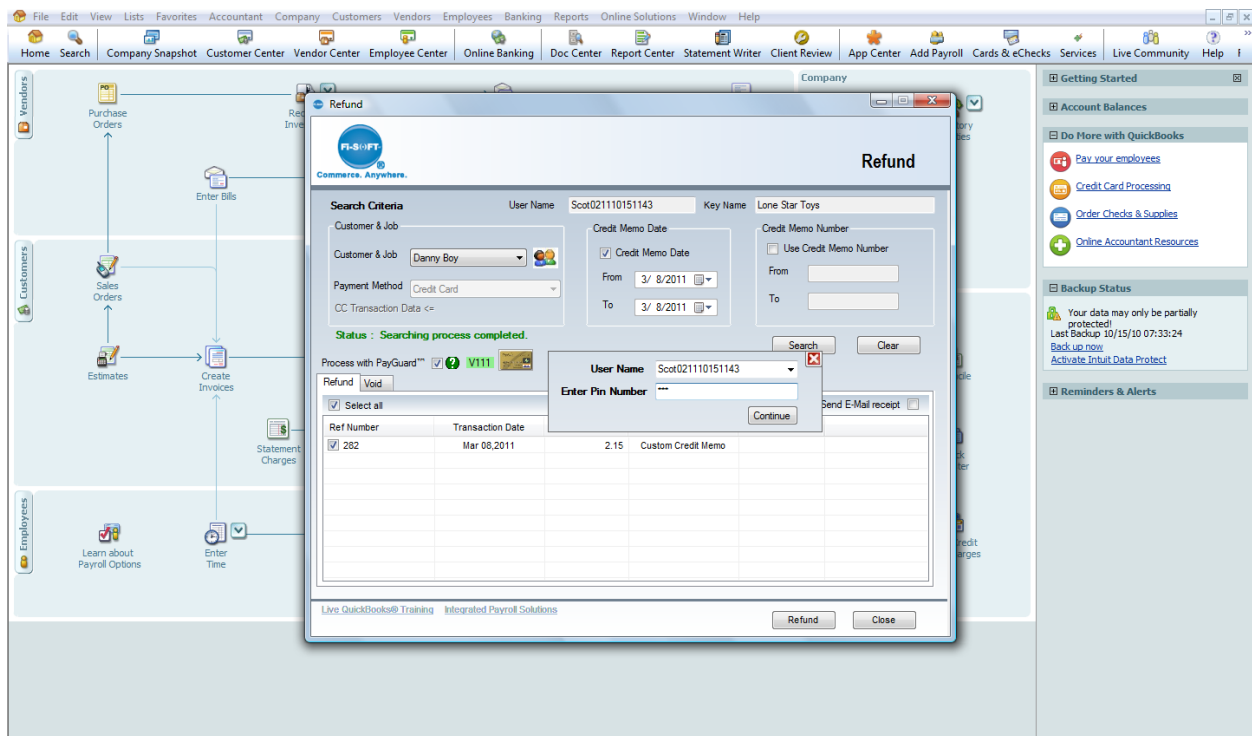 File Edit View Lists Favorites Accountant Company Customers Vendors Employees Banking Reports Online Solutions Window Help
Home Search Company Snapshot Customer Center Vendor Center Employee Center Online Banking Doc Center Report Center Statement Writer Client Review App Center Add Payroll Cards & eChecks Services Live Community Help
Vendors
PO
Purchase
Orders
Enter Bills
Company
Customers
Sales
Orders
Estimates
Create
Invoices
Statement
Charges
Employees
Learn about
Payroll Options
Enter
Time
Refund
FI-SOFT
®
Commerce. Anywhere.
Refund
Search Criteria User Name Scot021110151143 Key Name Lone Star Toys
Customer & Job
Customer & Job Danny Boy
Payment Method Credit Card
CC Transaction Data <=
Credit Memo Date
Credit Memo Date
From 3/ 8/2011
To 3/ 8/2011
Credit Memo Number
Use Credit Memo Number
From
To
Status : Searching process completed.
Search Clear
Process with PayGuard™ V111
User Name Scot021110151143
Enter Pin Number ***
Continue
Refund Void
Select all Send E-Mail receipt
Ref Number Transaction Date
282 Mar 08,2011 2.15 Custom Credit Memo
Live QuickBooks® Training Integrated Payroll Solutions
Refund Close
Getting Started
Account Balances
Do More with QuickBooks
Pay your employees
Credit Card Processing
Order Checks & Supplies
Online Accountant Resources
Backup Status
Your data may only be partially
protected!
Last Backup 10/15/10 07:33:24
Back up now
Activate Intuit Data Protect
Reminders & Alerts